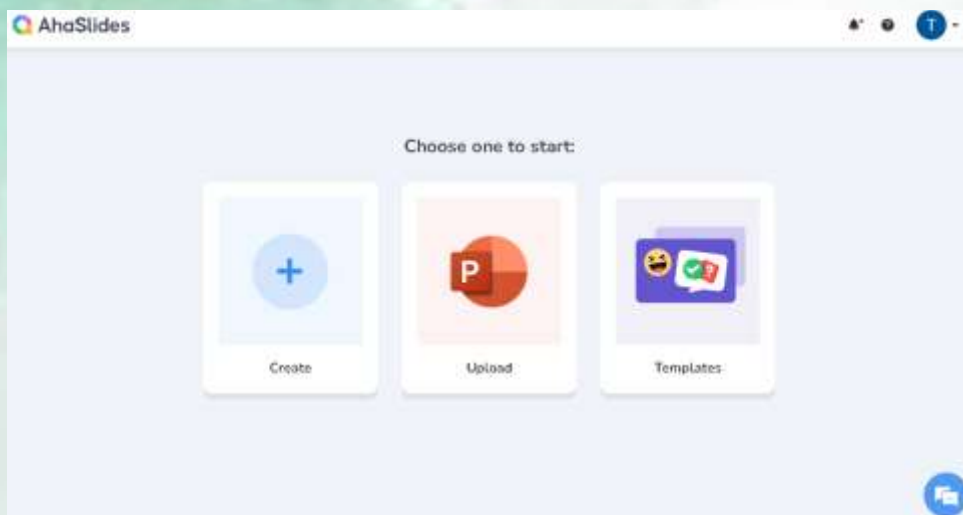 AhaSlides
T
Choose one to start:
P
?
Create
Upload
Templates